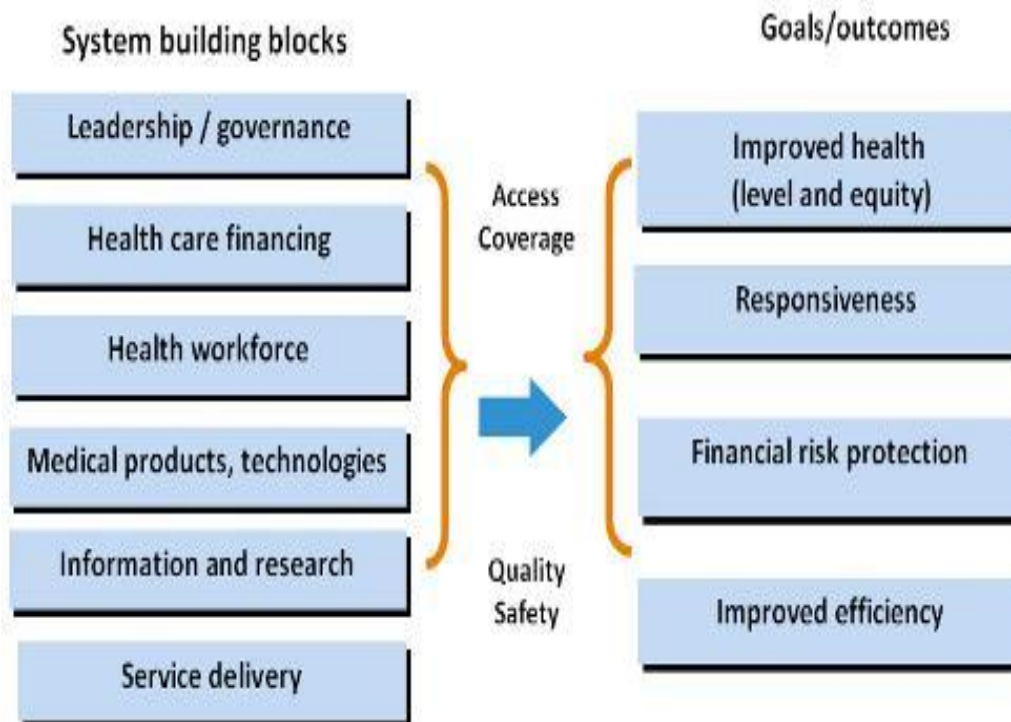 System building blocks
Leadership / governance
Health care financing
Health workforce
Medical products, technologies
Information and research
Service delivery
Access
Coverage
Quality
Safety
Goals/outcomes
Improved health
(level and equity)
Responsiveness
Financial risk protection
Improved efficiency